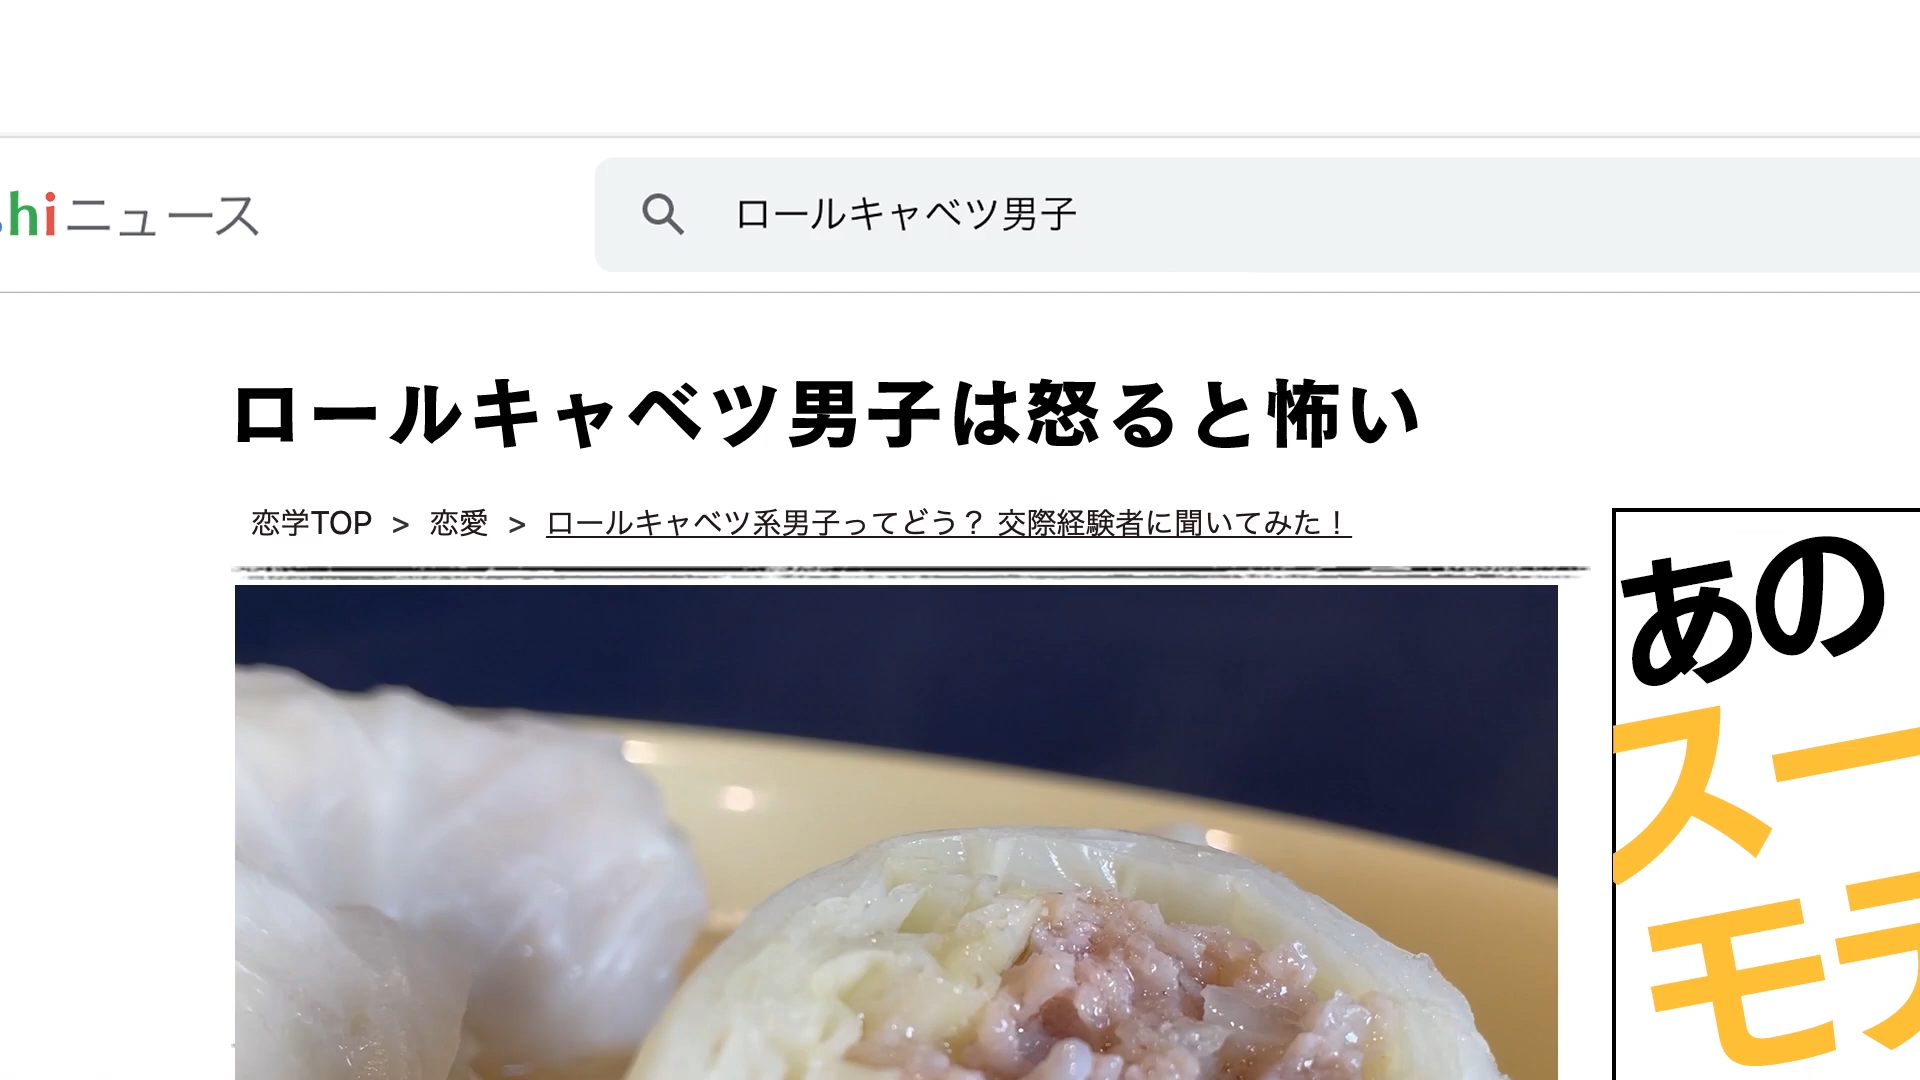 hiニュース
ロールキャベツ男子
ロールキャベツ男子は怒ると怖い
恋学TOP > 恋愛 > ロールキャベツ系男子ってどう？ 交際経験者に聞いてみた！
あの
スー
モデ